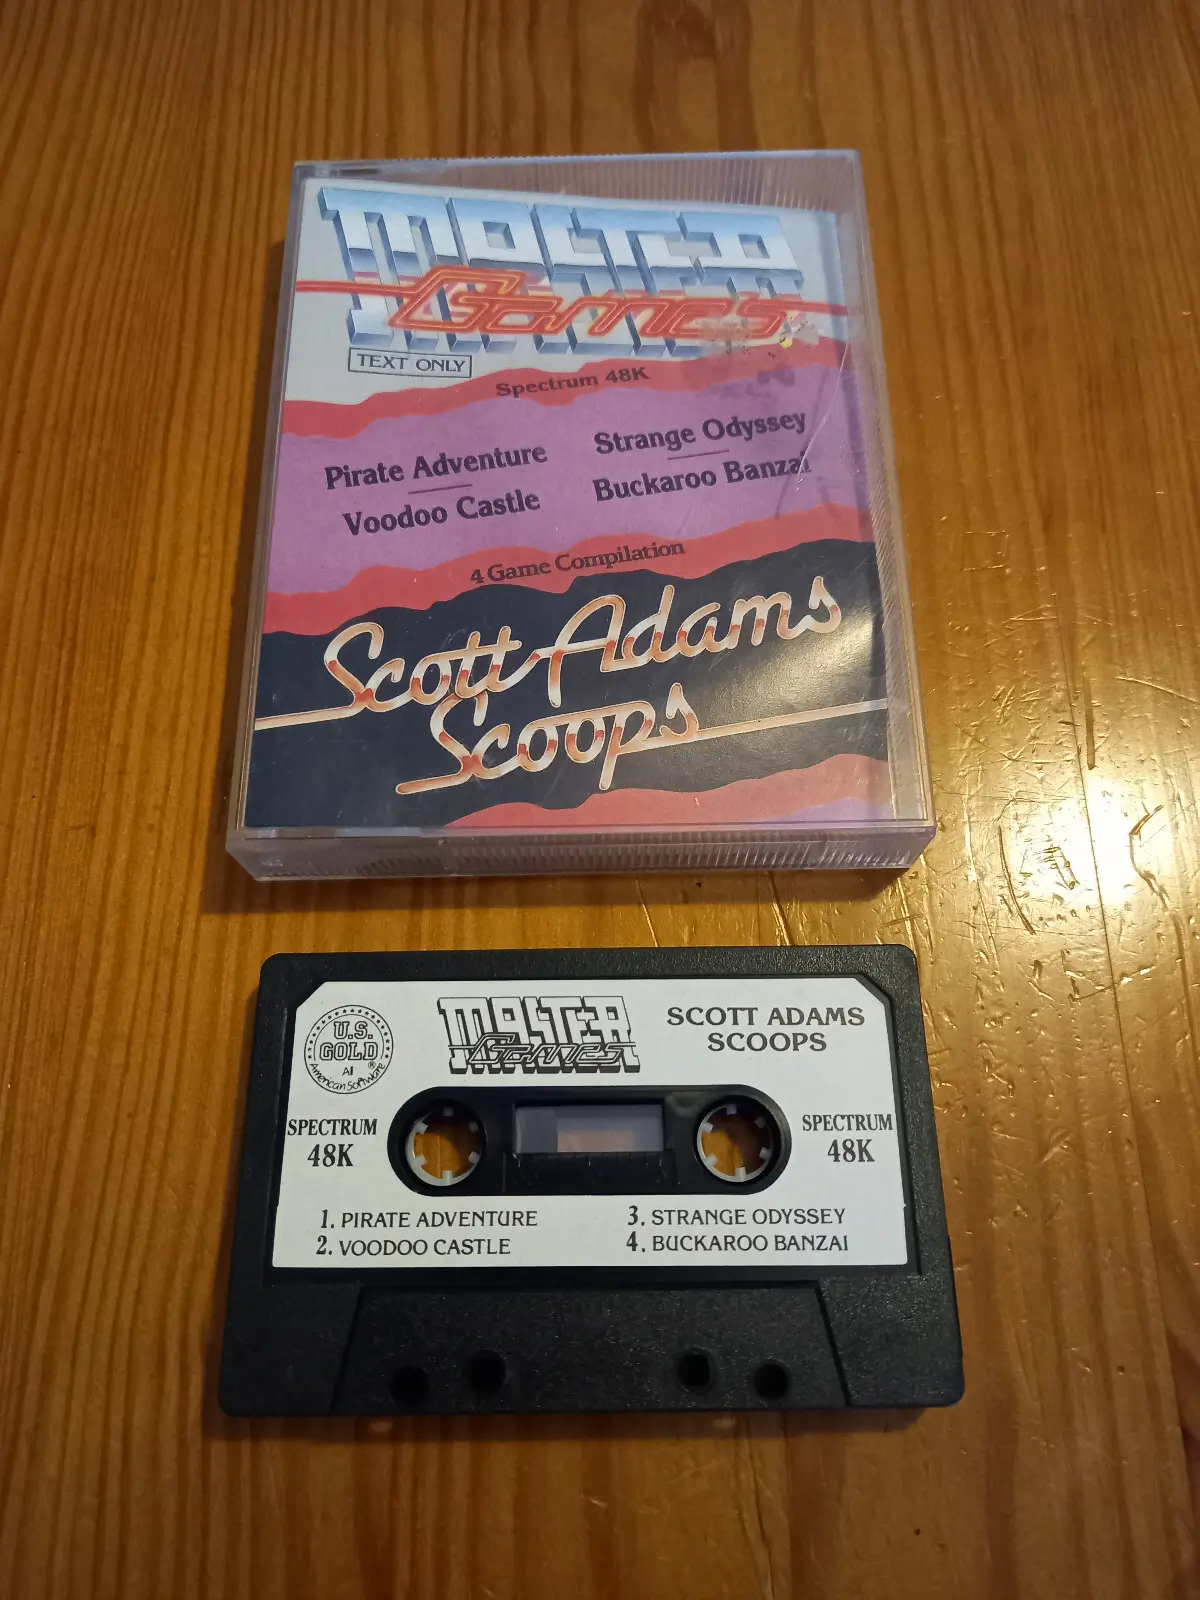 MASTER
Games
TEXT ONLY
Spectrum 48K
Pirate Adventure
Voodoo Castle
Strange Odyssey
Buckaroo Banzai
4 Game Compilation
Scott Adams
Scoops
U.S.
GOLD
®
All
American Software
MASTER
Games
SCOTT ADAMS
SCOOPS
SPECTRUM
48K
SPECTRUM
48K
1. PIRATE ADVENTURE
2. VOODOO CASTLE
3. STRANGE ODYSSEY
4. BUCKAROO BANZAI